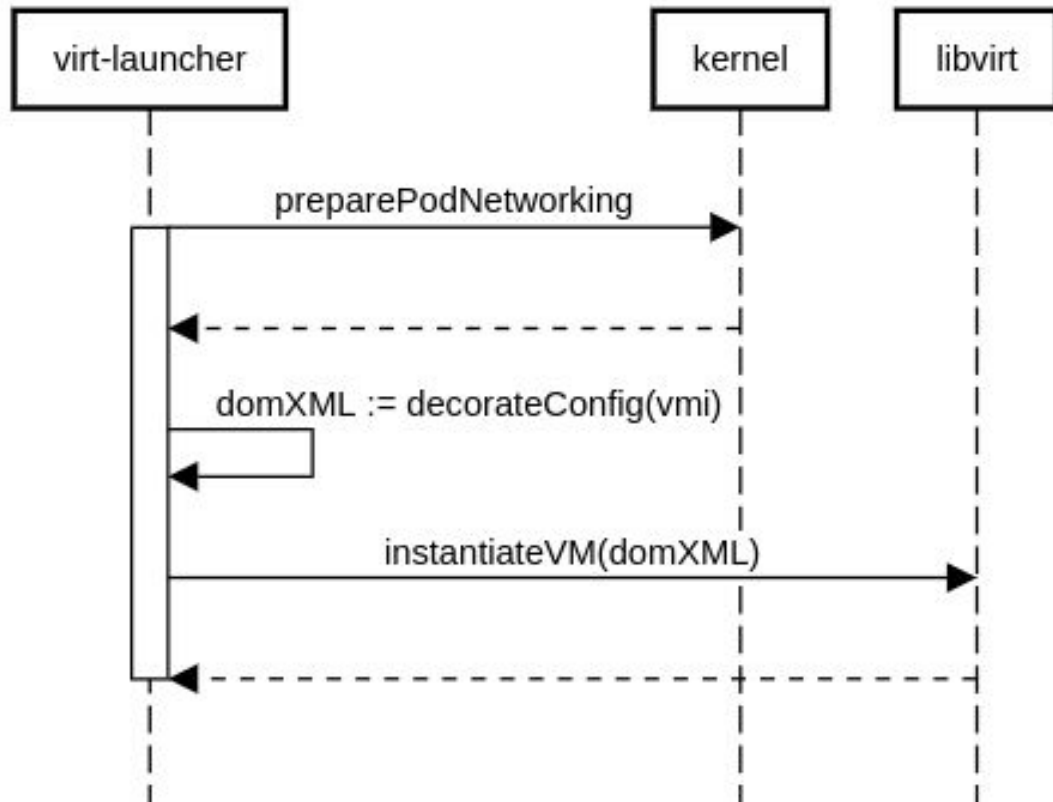 virt-launcher
kernel
libvirt
preparePodNetworking
domXML := decorateConfig(vmi)
instantiateVM(domXML)